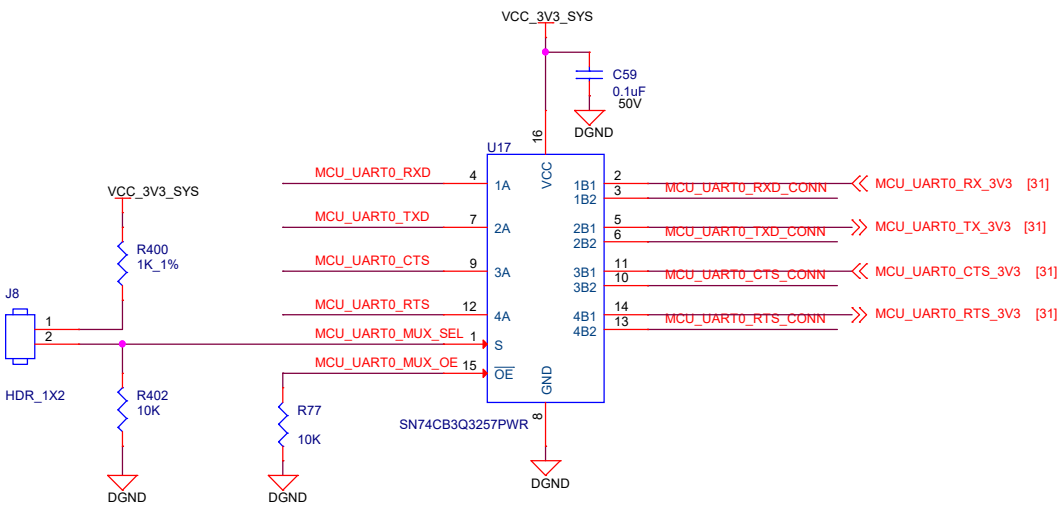 VCC_3V3_SYS
C59
0.1uF
50V
DGND
16
U17
VCC
MCU_UART0_RXD
4
1A
1B1
2
MCU_UART0_RX_3V3 [31]
1B2
3
MCU_UART0_RXD_CONN
VCC_3V3_SYS
MCU_UART0_TXD
7
2A
2B1
5
MCU_UART0_TX_3V3 [31]
2B2
6
MCU_UART0_TXD_CONN
R400
1K_1%
MCU_UART0_CTS
9
3A
3B1
11
MCU_UART0_CTS_3V3 [31]
3B2
10
MCU_UART0_CTS_CONN
J8
1
2
MCU_UART0_RTS
12
4A
4B1
14
MCU_UART0_RTS_3V3 [31]
4B2
13
MCU_UART0_RTS_CONN
MCU_UART0_MUX_SEL
1
S
MCU_UART0_MUX_OE
15
OE
GND
HDR_1X2
R402
10K
R77
10K
8
SN74CB3Q3257PWR
DGND
DGND
DGND